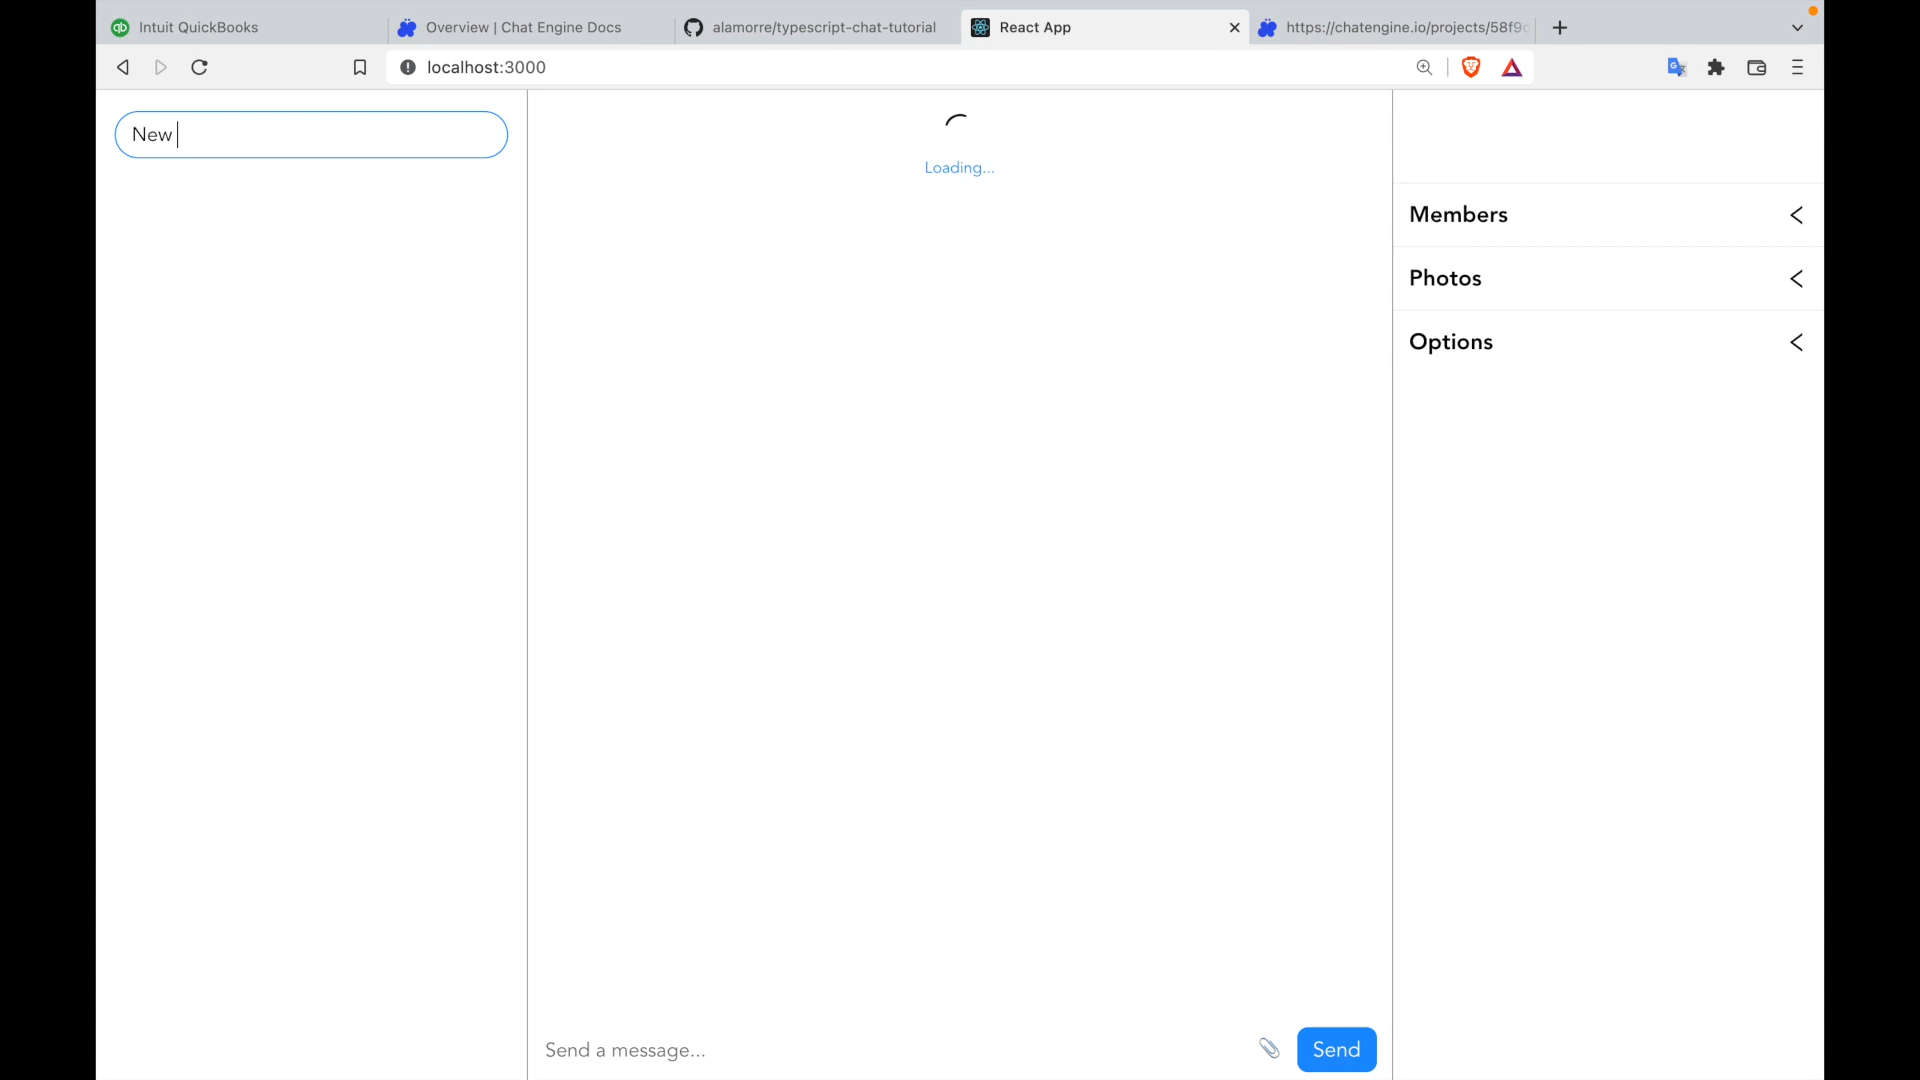 Intuit QuickBooks
Overview | Chat Engine Docs
alamorre/typescript-chat-tutorial
React App
https://chatengine.io/projects/58f9
localhost:3000
New
Loading...
Members
Photos
Options
Send a message...
Send